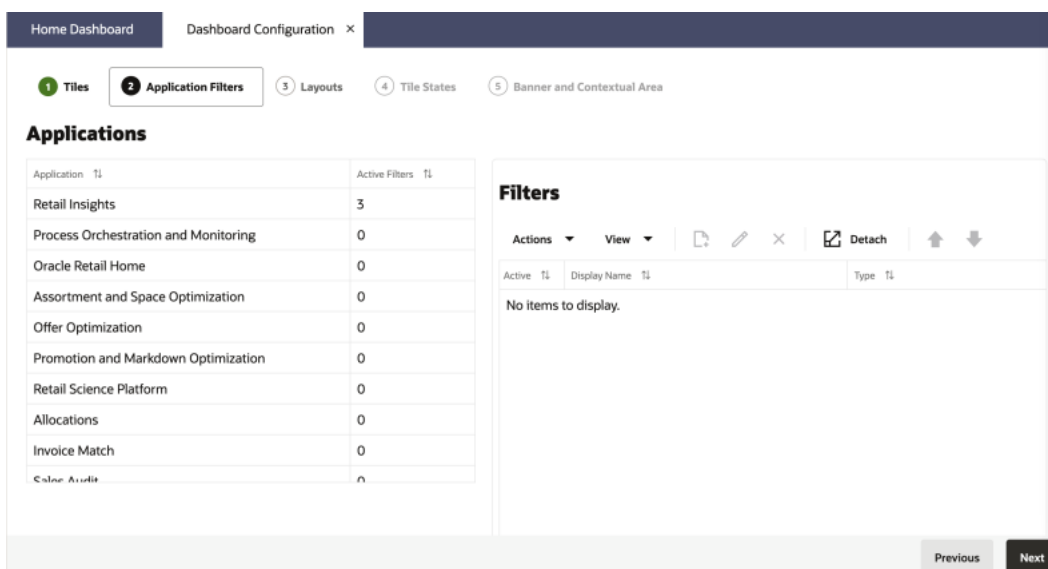 Home Dashboard Dashboard Configuration ×
1 Tiles 2 Application Filters 3 Layouts 4 Tile States 5 Banner and Contextual Area
Applications
Application Active Filters
Retail Insights 3
Process Orchestration and Monitoring 0
Oracle Retail Home 0
Assortment and Space Optimization 0
Offer Optimization 0
Promotion and Markdown Optimization 0
Retail Science Platform 0
Allocations 0
Invoice Match 0
Sales Audit 0
Filters
Actions View Detach
Active Display Name Type
No items to display.
Previous Next